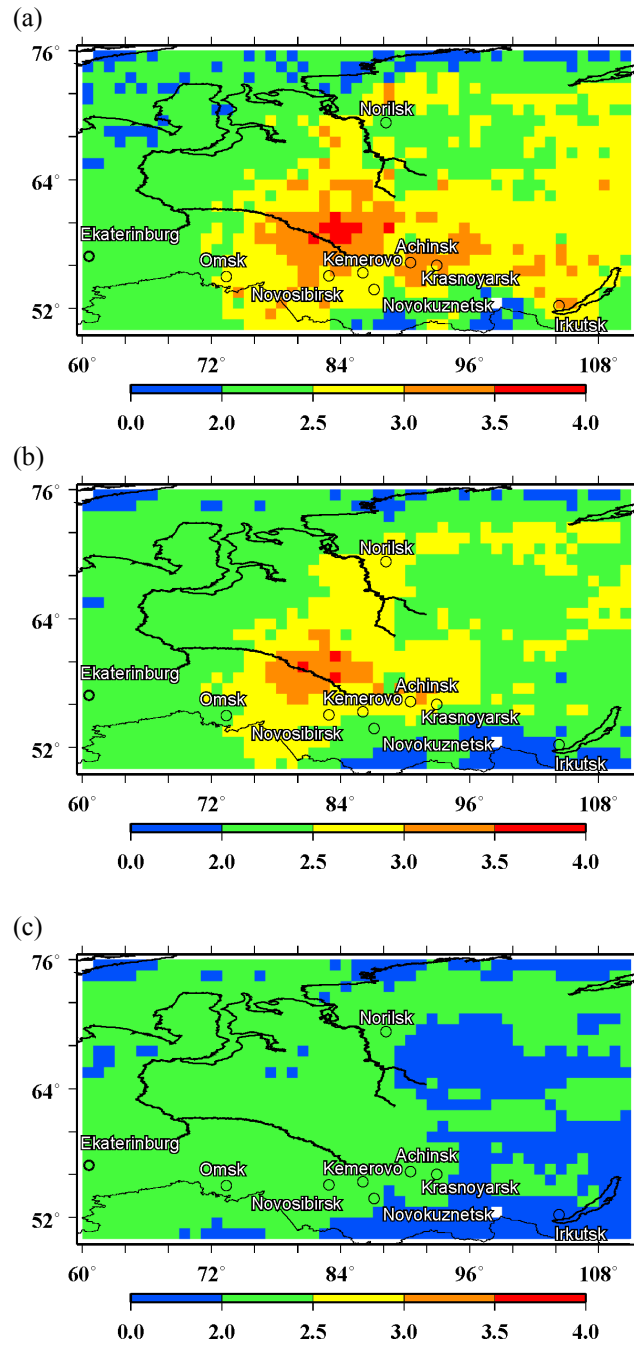 (a)
76°
Norilsk
64°
Ekaterinburg
Omsk
Kemerovo
Achinsk
Krasnoyarsk
Novosibirsk
Novokuznetsk
52°
Irkutsk
60° 72° 84° 96° 108°
0.0 2.0 2.5 3.0 3.5 4.0
(b)
76°
Norilsk
64°
Ekaterinburg
Omsk
Kemerovo
Achinsk
Krasnoyarsk
Novosibirsk
Novokuznetsk
52°
Irkutsk
60° 72° 84° 96° 108°
0.0 2.0 2.5 3.0 3.5 4.0
(c)
76°
Norilsk
64°
Ekaterinburg
Omsk
Kemerovo
Achinsk
Krasnoyarsk
Novosibirsk
Novokuznetsk
52°
Irkutsk
60° 72° 84° 96° 108°
0.0 2.0 2.5 3.0 3.5 4.0